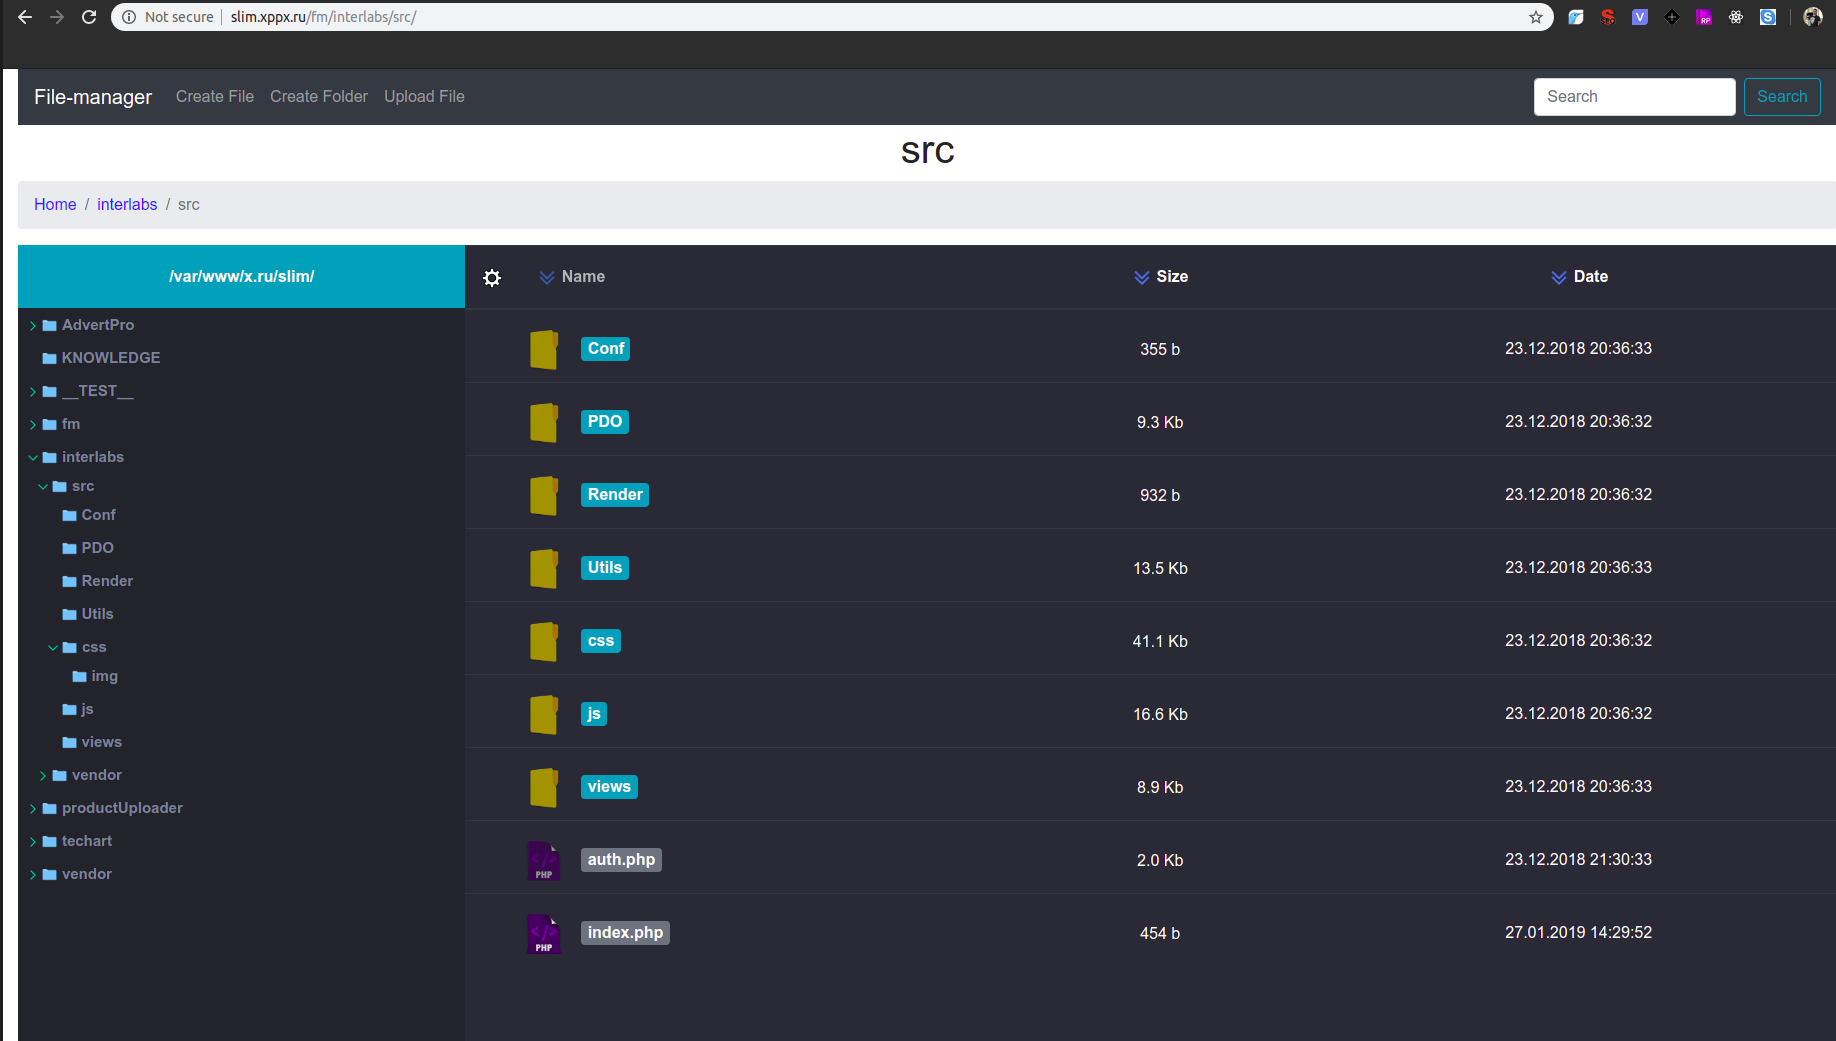 Not secure | slim.xppx.ru/fm/interlabs/src/
File-manager Create File Create Folder Upload File Search Search
src
Home / interlabs / src
/var/www/x.ru/slim/
AdvertPro
KNOWLEDGE
__TEST__
fm
interlabs
src
Conf
PDO
Render
Utils
css
img
js
views
vendor
productUploader
techart
vendor
Name Size Date
Conf 355 b 23.12.2018 20:36:33
PDO 9.3 Kb 23.12.2018 20:36:32
Render 932 b 23.12.2018 20:36:32
Utils 13.5 Kb 23.12.2018 20:36:33
css 41.1 Kb 23.12.2018 20:36:32
js 16.6 Kb 23.12.2018 20:36:32
views 8.9 Kb 23.12.2018 20:36:33
PHP auth.php 2.0 Kb 23.12.2018 21:30:33
PHP index.php 454 b 27.01.2019 14:29:52